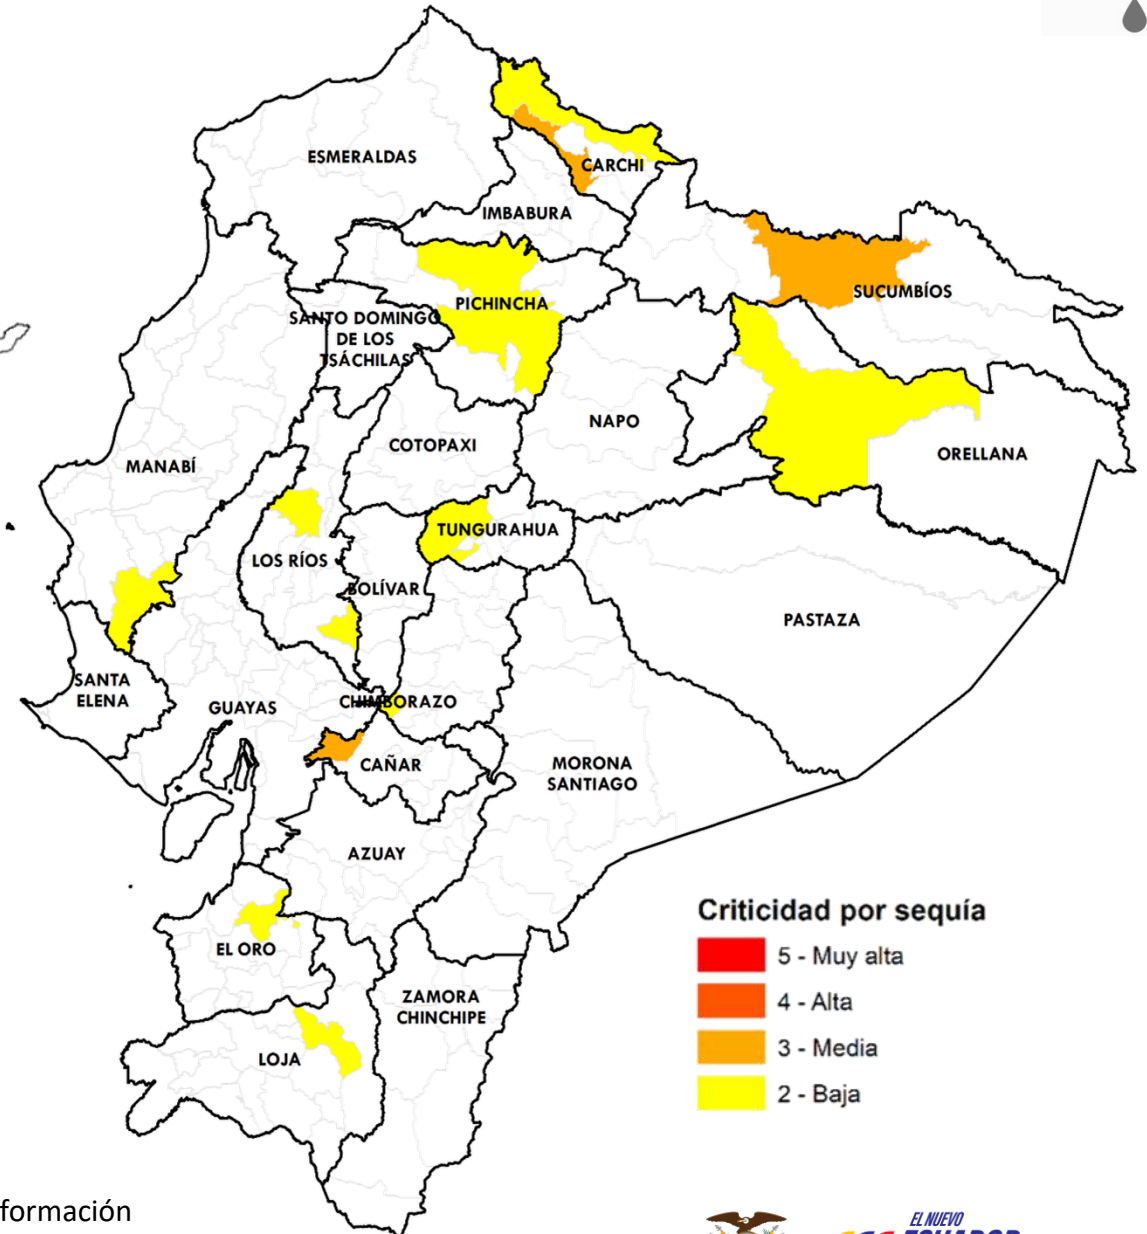 ESMERALDAS
CARCHI
IMBABURA
SUCUMBÍOS
PICHINCHA
SANTO DOMINGO
DE LOS
TSÁCHILAS
NAPO
COTOPAXI
ORELLANA
MANABÍ
TUNGURAHUA
LOS RÍOS
BOLÍVAR
PASTAZA
SANTA
ELENA
GUAYAS
CHIMBORAZO
CAÑAR
MORONA
SANTIAGO
AZUAY
EL ORO
ZAMORA
CHINCHIPE
LOJA
Criticidad por sequía
5 - Muy alta
4 - Alta
3 - Media
2 - Baja
formación
EL NUEVO
ECUADOR